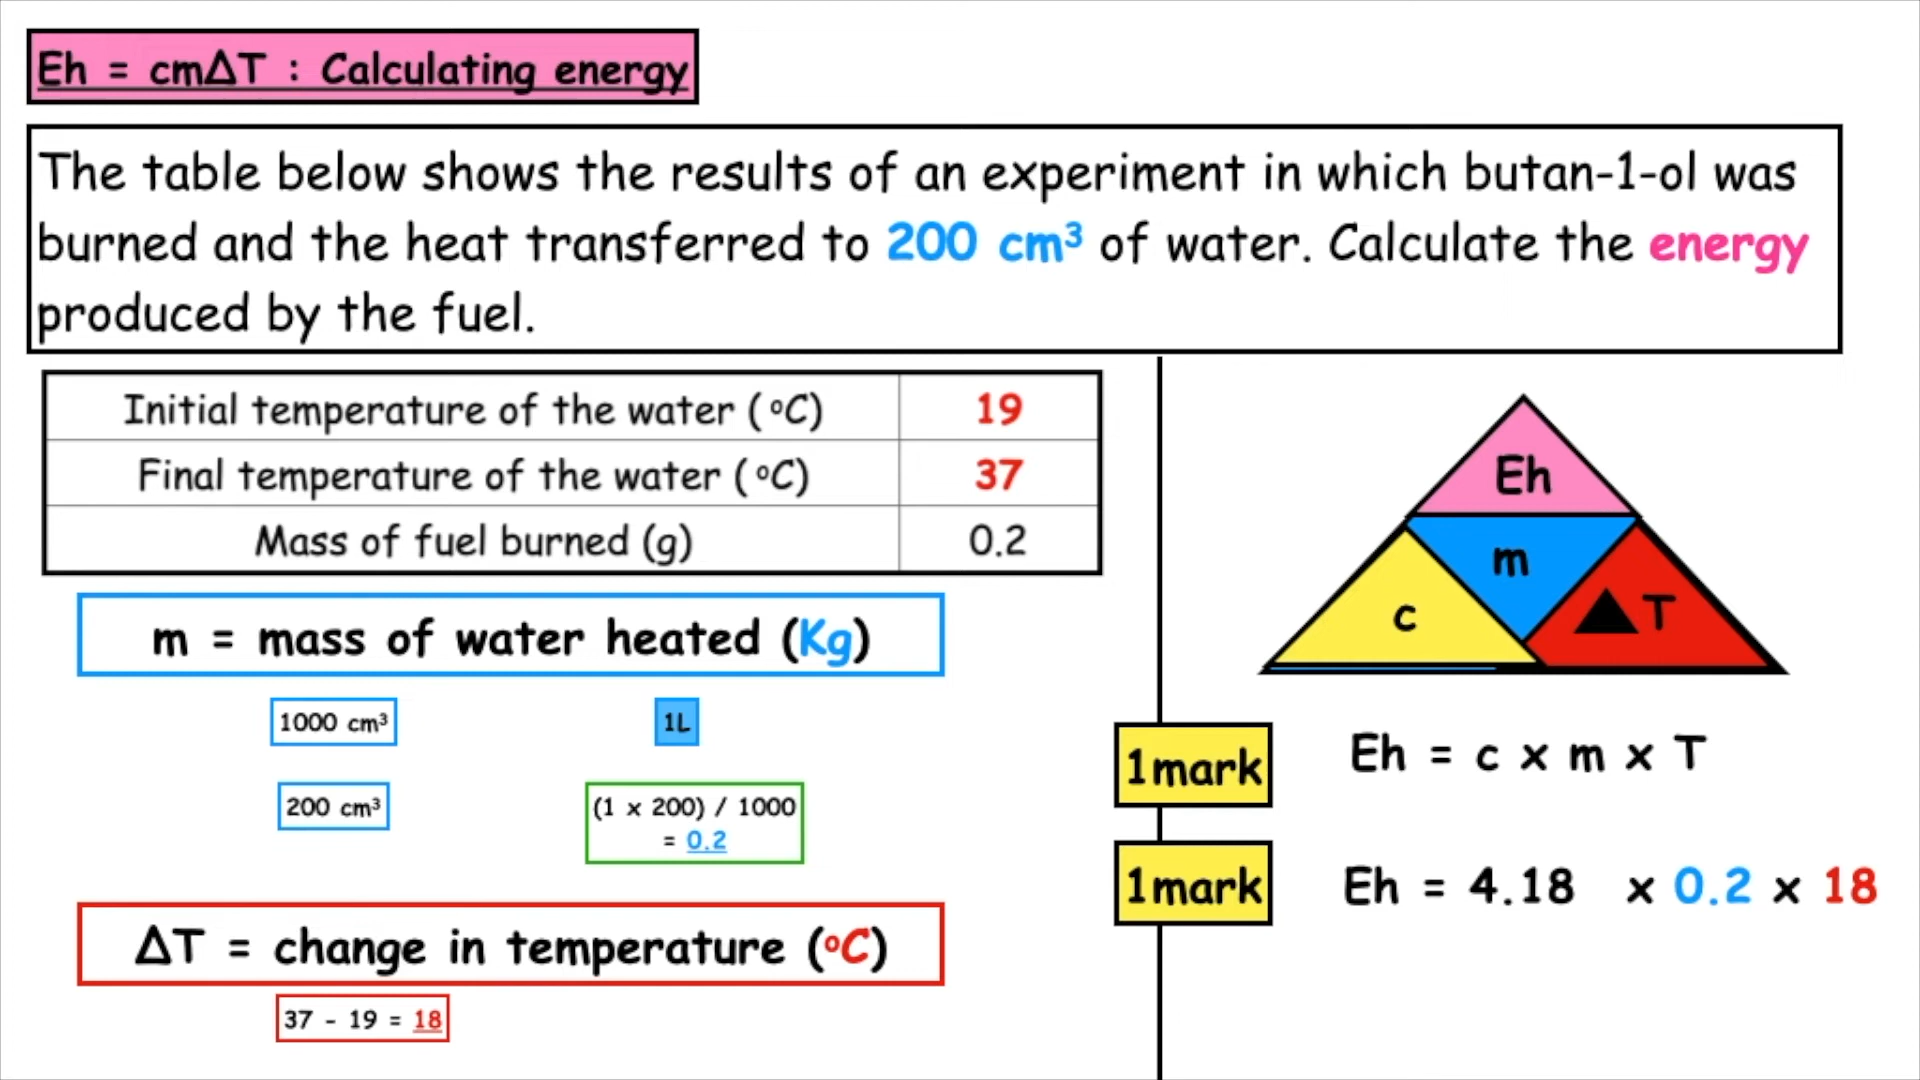 Eh = cm∆T : Calculating energy
The table below shows the results of an experiment in which butan-1-ol was
burned and the heat transferred to 200 cm³ of water. Calculate the energy
produced by the fuel.
Initial temperature of the water ( ºC) 19
Final temperature of the water ( ºC) 37
Mass of fuel burned (g) 0.2
m = mass of water heated (Kg)
1000 cm³ 1L
200 cm³ (1 x 200) / 1000
= 0.2
∆T = change in temperature (ºC)
37 - 19 = 18
Eh
m
c ▲T
1mark Eh = c x m x T
1mark Eh = 4.18 x 0.2 x 18